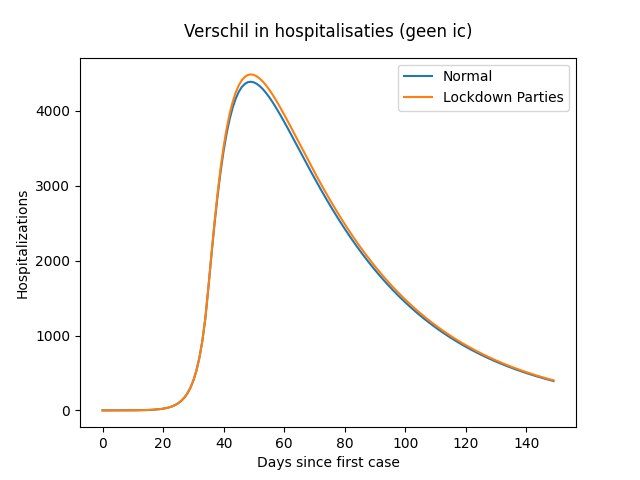 Verschil in hospitalisaties (geen ic)
Normal
Lockdown Parties
Hospitalizations
4000
3000
2000
1000
0
0 20 40 60 80 100 120 140
Days since first case